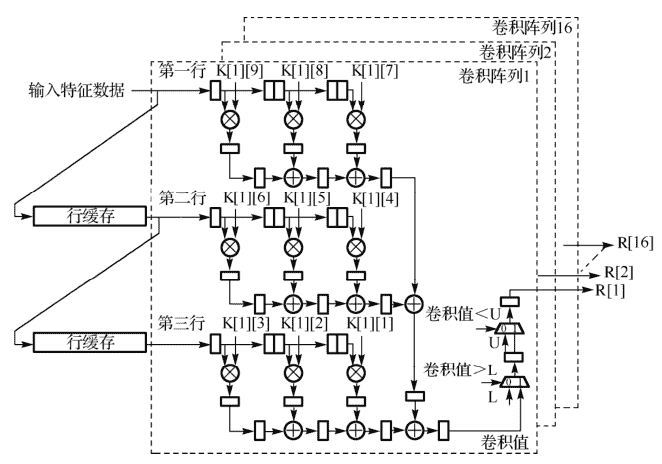 卷积阵列16
卷积阵列2
卷积阵列1
第一行 K[1][9] K[1][8] K[1][7]
输入特征数据
第二行 K[1][6] K[1][5] K[1][4]
行缓存
R[16]
R[2]
R[1]
卷积值<U
U
第三行 K[1][3] K[1][2] K[1][1]
行缓存
卷积值>L
L
卷积值